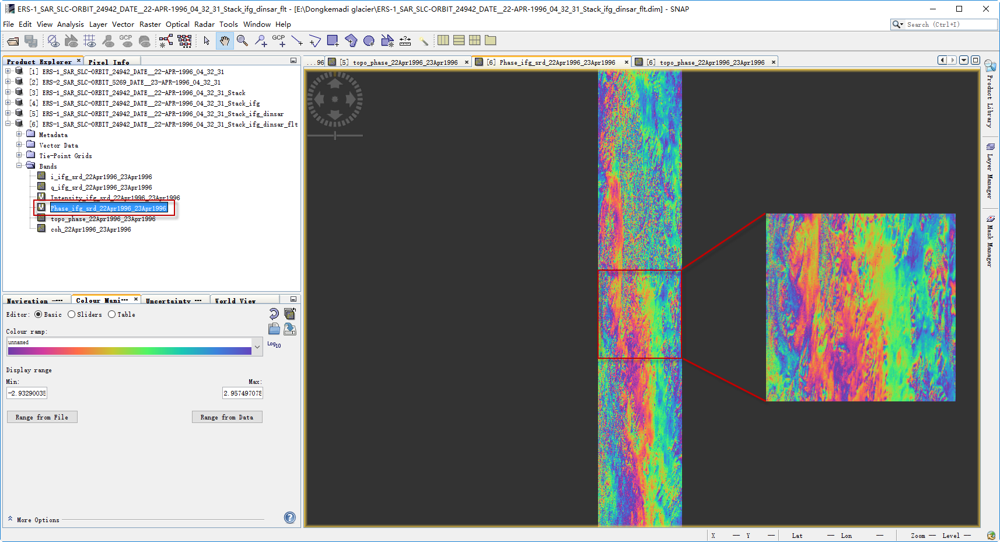 ERS-1_SAR_SLC-ORBIT_24942_DATE__22-APR-1996_04_32_31_Stack_ifg_dinsar_flt - [E:\Dongkemadi glacier\ERS-1_SAR_SLC-ORBIT_24942_DATE__22-APR-1996_04_32_31_Stack_ifg_dinsar_flt.dim] - SNAP
File Edit View Analysis Layer Vector Raster Optical Radar Tools Window Help
Search (Ctrl+I)
GCP GCP
Product Explorer × Pixel Info
...96 [5] topo_phase_22Apr1996_23Apr1996 × [6] Phase_ifg_srd_22Apr1996_23Apr1996 × [6] topo_phase_22Apr1996_23Apr1996 ×
[1] ERS-1_SAR_SLC-ORBIT_24942_DATE__22-APR-1996_04_32_31
[2] ERS-2_SAR_SLC-ORBIT_5269_DATE__23-APR-1996_04_32_31
[3] ERS-1_SAR_SLC-ORBIT_24942_DATE__22-APR-1996_04_32_31_Stack
[4] ERS-1_SAR_SLC-ORBIT_24942_DATE__22-APR-1996_04_32_31_Stack_ifg
[5] ERS-1_SAR_SLC-ORBIT_24942_DATE__22-APR-1996_04_32_31_Stack_ifg_dinsar
[6] ERS-1_SAR_SLC-ORBIT_24942_DATE__22-APR-1996_04_32_31_Stack_ifg_dinsar_flt
Metadata
Vector Data
Tie-Point Grids
Bands
i_ifg_srd_22Apr1996_23Apr1996
q_ifg_srd_22Apr1996_23Apr1996
Intensity_ifg_srd_22Apr1996_23Apr1996
Phase_ifg_srd_22Apr1996_23Apr1996
topo_phase_22Apr1996_23Apr1996
coh_22Apr1996_23Apr1996
Product Library
Layer Manager
Mask Manager
Navigation —··· Colour Mani··· × Uncertainty ··· World View
Editor: Basic Sliders Table
Colour ramp:
unnamed
Log10
Display range
Min: Max:
-2.9329003 2.957497078
Range from File Range from Data
More Options
X — Y — Lat — Lon — Zoom — Level —